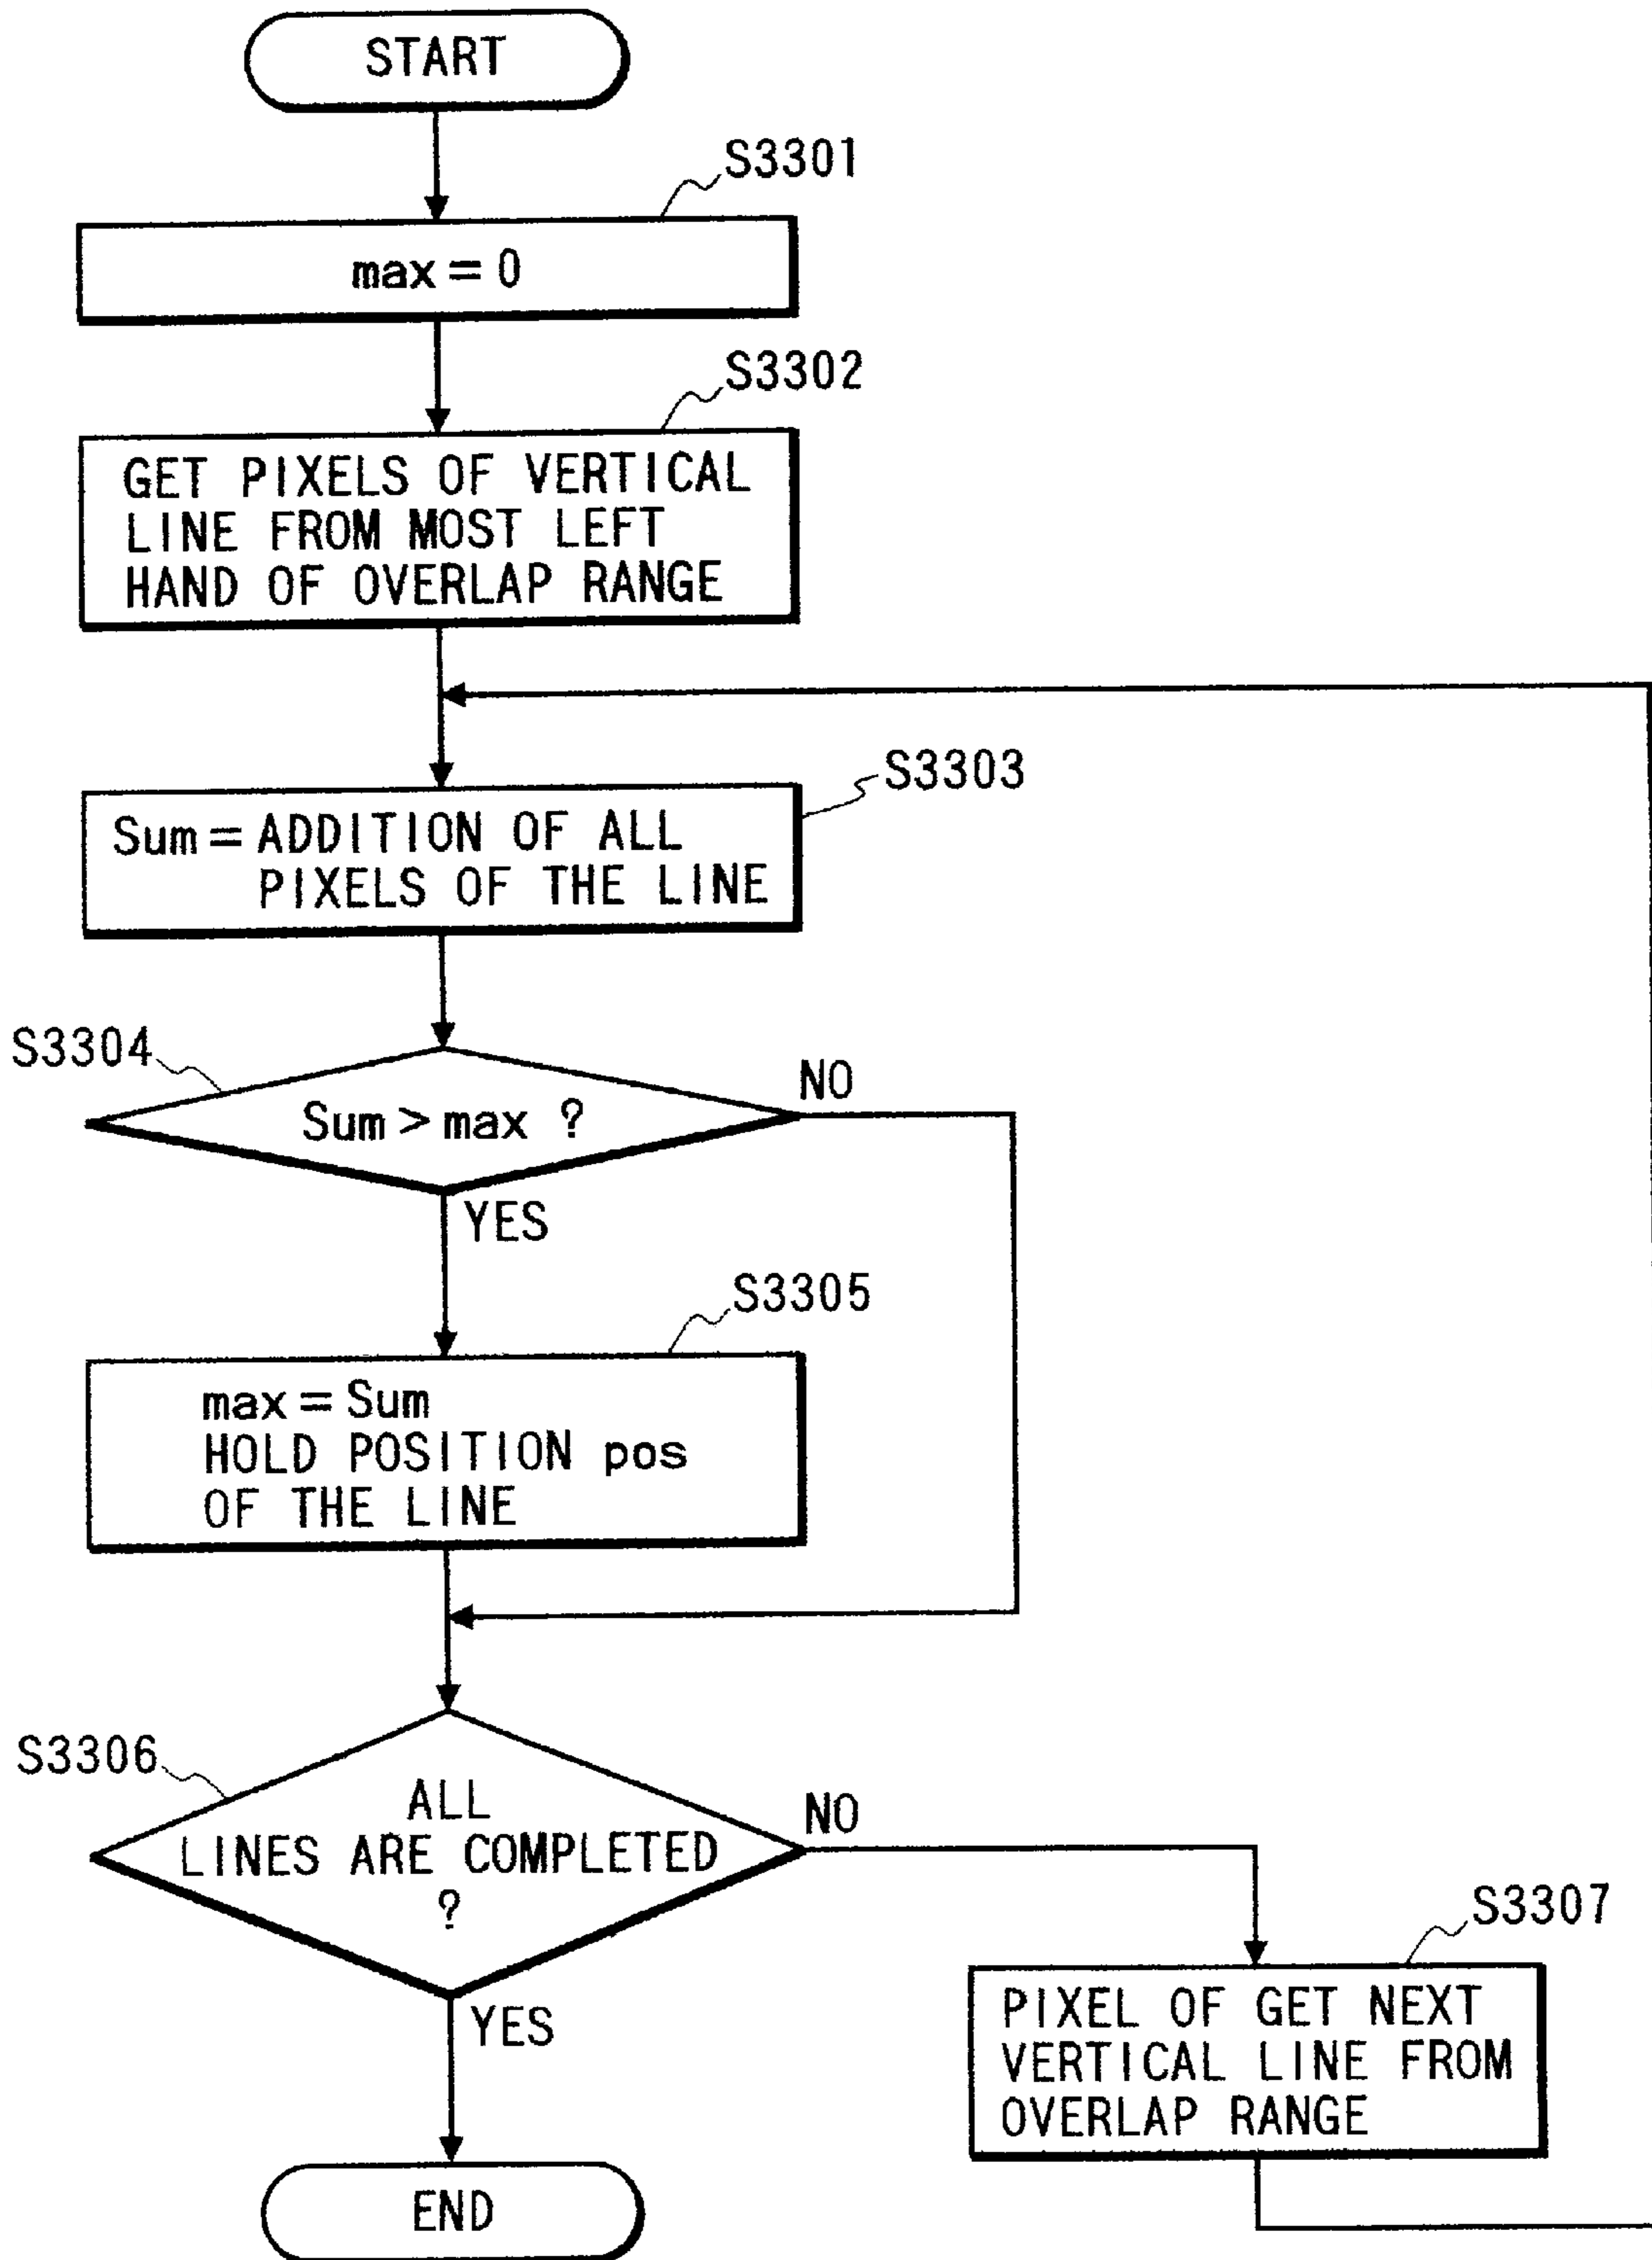 START
S3301
max = 0
S3302
GET PIXELS OF VERTICAL
LINE FROM MOST LEFT
HAND OF OVERLAP RANGE
S3303
Sum = ADDITION OF ALL
PIXELS OF THE LINE
S3304
Sum > max ?
NO
YES
S3305
max = Sum
HOLD POSITION pos
OF THE LINE
S3306
ALL
LINES ARE COMPLETED
?
NO
YES
S3307
PIXEL OF GET NEXT
VERTICAL LINE FROM
OVERLAP RANGE
END